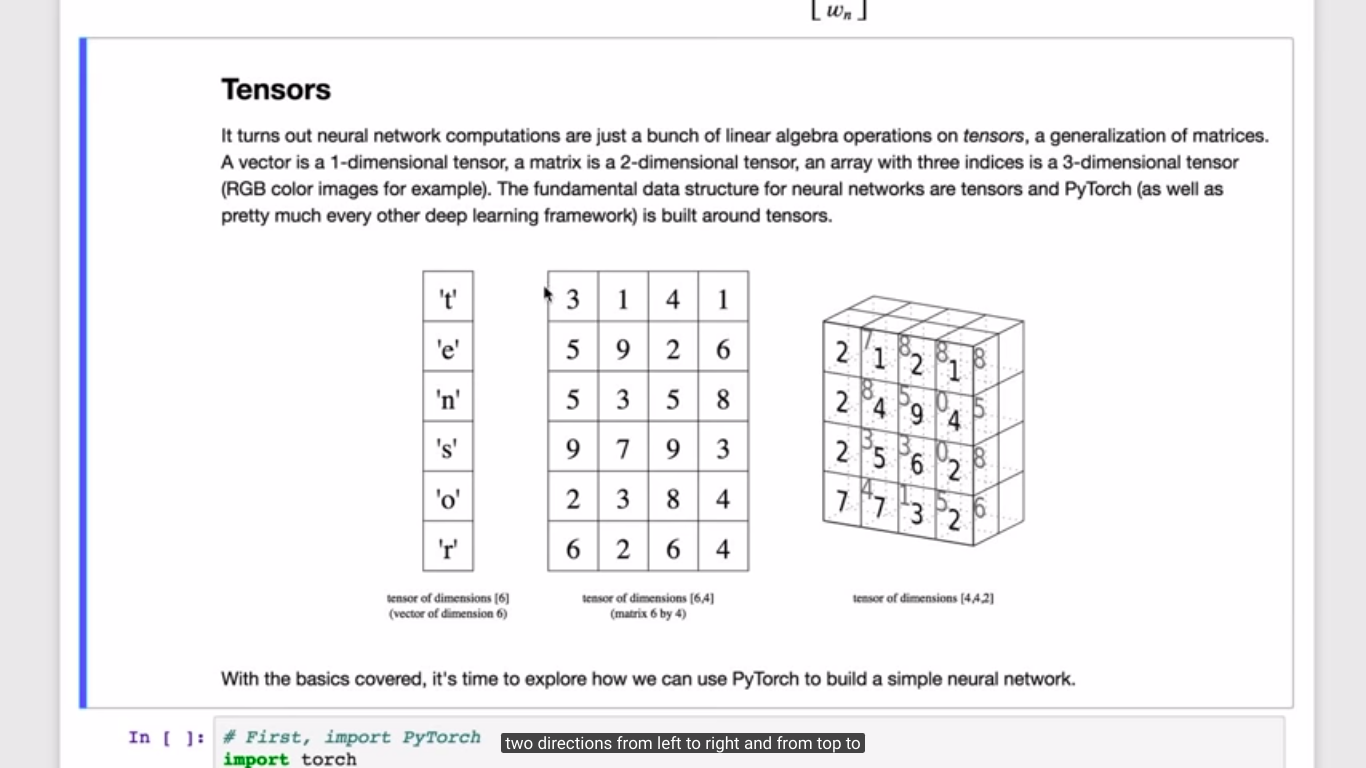 [ wₙ ]
Tensors
It turns out neural network computations are just a bunch of linear algebra operations on tensors, a generalization of matrices.
A vector is a 1-dimensional tensor, a matrix is a 2-dimensional tensor, an array with three indices is a 3-dimensional tensor
(RGB color images for example). The fundamental data structure for neural networks are tensors and PyTorch (as well as
pretty much every other deep learning framework) is built around tensors.
't'
'e'
'n'
's'
'o'
'r'
tensor of dimensions [6]
(vector of dimension 6)
3 1 4 1
5 9 2 6
5 3 5 8
9 7 9 3
2 3 8 4
6 2 6 4
tensor of dimensions [6,4]
(matrix 6 by 4)
2 7 1 8 2 8 1 8
2 8 4 5 9 0 4 5
2 3 5 3 6 0 2 8
7 4 7 1 3 5 2 6
tensor of dimensions [4,4,2]
With the basics covered, it's time to explore how we can use PyTorch to build a simple neural network.
In [ ]: # First, import PyTorch
import torch
two directions from left to right and from top to